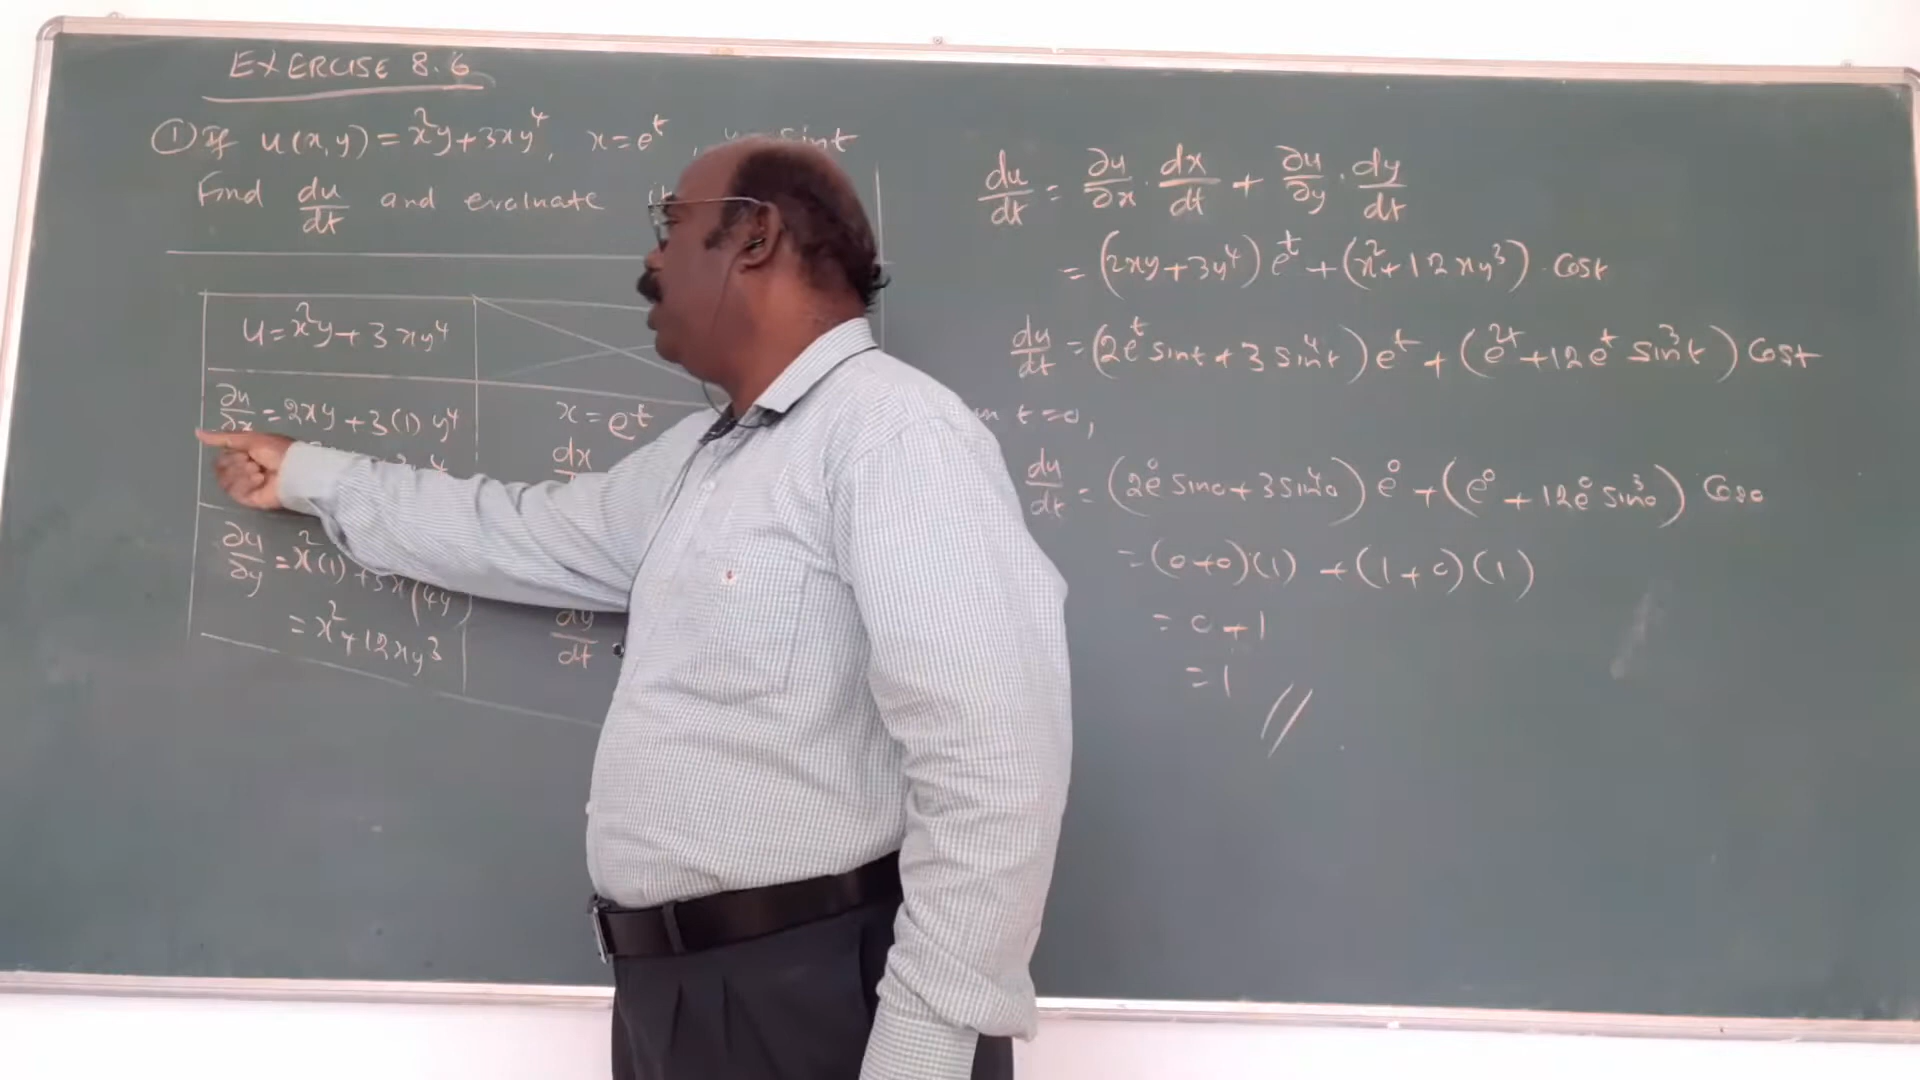 EXERCISE 8.6
① If u(x,y) = x²y + 3xy⁴, x = eᵗ, sint
Find du/dt and evaluate
u = x²y + 3xy⁴
∂u/∂x = 2xy + 3(1)y⁴
x = eᵗ
dx
∂u/∂y = x²(1) + 3x(4y
= x² + 12xy³
dy/dt
du/dt = ∂u/∂x · dx/dt + ∂u/∂y · dy/dt
= (2xy + 3y⁴)eᵗ + (x² + 12xy³) · Cost
du/dt = (2eᵗ sint + 3 sin⁴t)eᵗ + (e²ᵗ + 12eᵗ sin³t) Cost
t = 0,
du/dt = (2e⁰ sin0 + 3 sin⁴0) e⁰ + (e⁰ + 12e⁰ sin³0) Cos0
= (0+0)(1) + (1+0)(1)
= 0 + 1
= 1 //